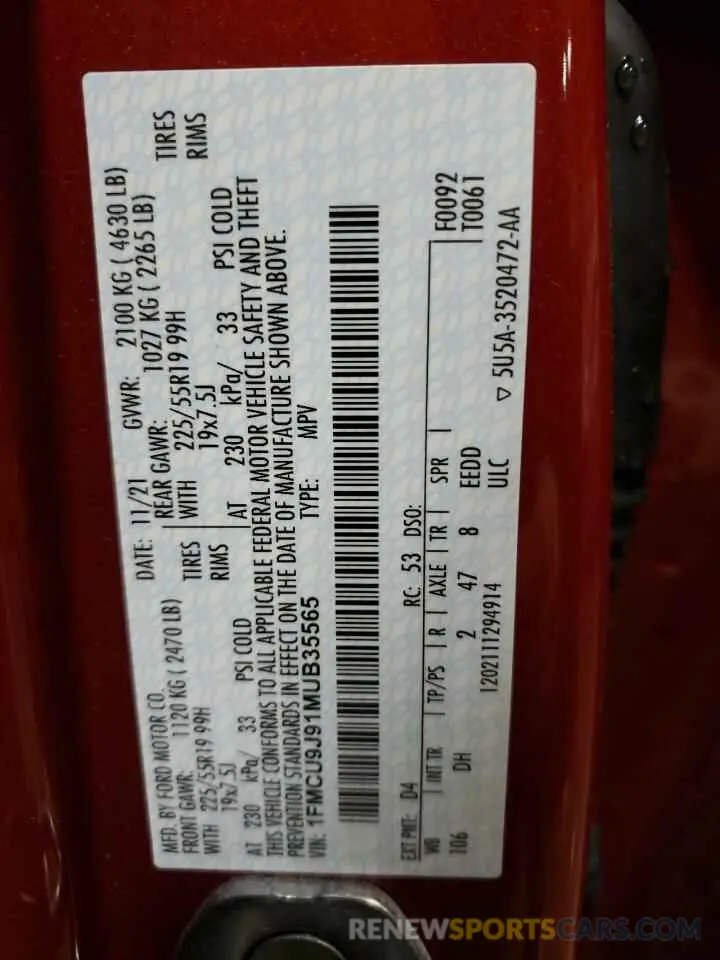 MFD. BY FORD MOTOR CO. DATE: 11/21 GVWR: 2100 KG ( 4630 LB)
FRONT GAWR: 1120 KG ( 2470 LB) REAR GAWR: 1027 KG ( 2265 LB)
WITH 225/55R19 99H TIRES WITH 225/55R19 99H TIRES
19x7.5J RIMS 19x7.5J RIMS
AT 230 kPa/ 33 PSI COLD AT 230 kPa/ 33 PSI COLD
THIS VEHICLE CONFORMS TO ALL APPLICABLE FEDERAL MOTOR VEHICLE SAFETY AND THEFT
PREVENTION STANDARDS IN EFFECT ON THE DATE OF MANUFACTURE SHOWN ABOVE.
VIN: 1FMCU9J91MUB35565 TYPE: MPV
EXT PNT: D4 RC: 53 DSO: F0092
WB INT TR TP/PS R AXLE TR SPR T0061
106 DH 2 47 8 EEDD
1202111294914 ULC
▽ 5U5A-3520472-AA
RENEWSPORTSCARS.COM